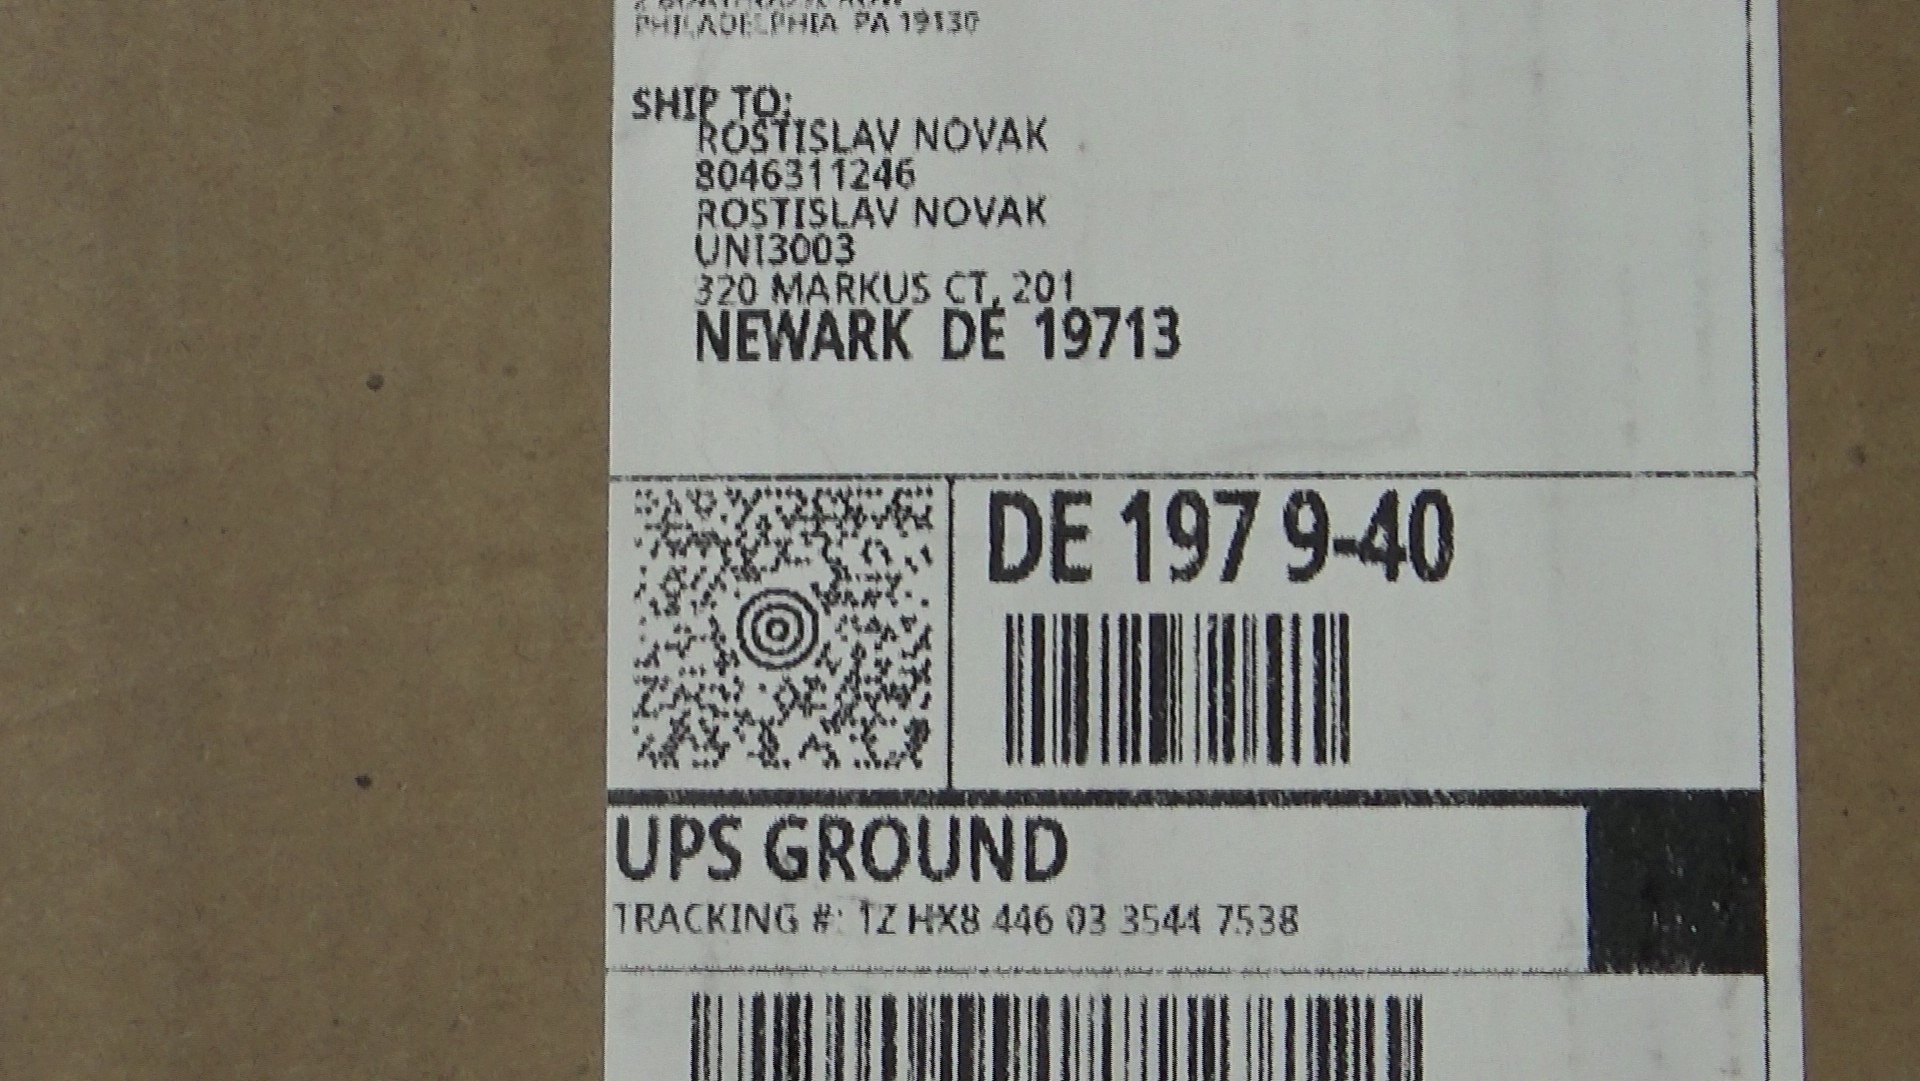 PHILADELPHIA PA 19130
SHIP TO:
ROSTISLAV NOVAK
8046311246
ROSTISLAV NOVAK
UNI3003
320 MARKUS CT, 201
NEWARK DE 19713
DE 197 9-40
UPS GROUND
TRACKING #: 1Z HX8 446 03 3544 7538